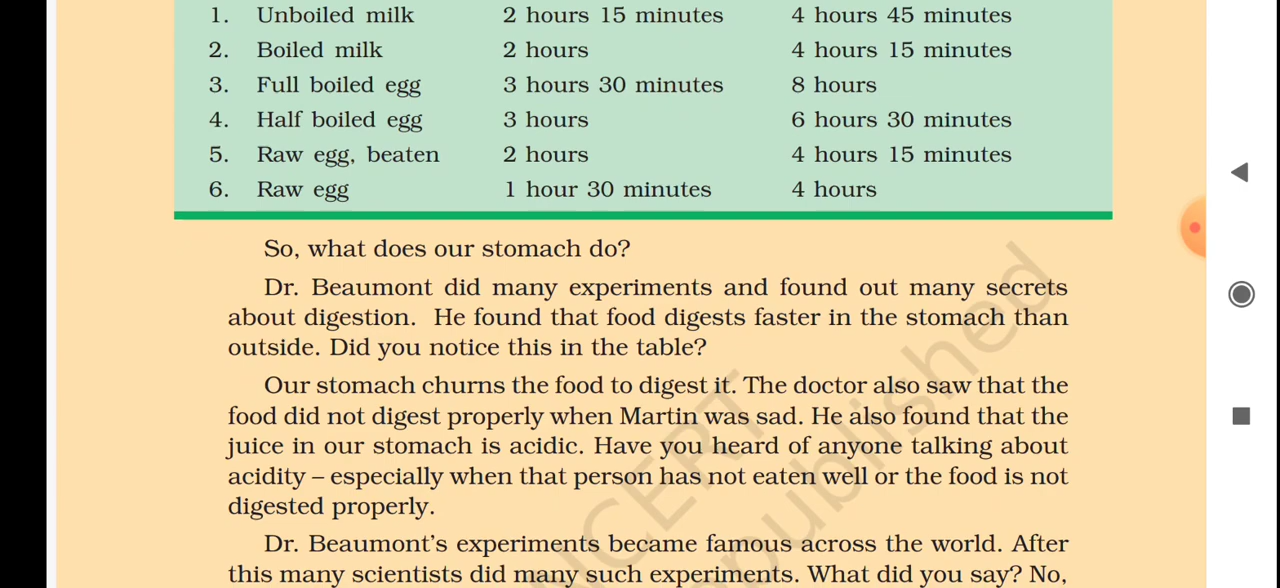 1. Unboiled milk 2 hours 15 minutes 4 hours 45 minutes
2. Boiled milk 2 hours 4 hours 15 minutes
3. Full boiled egg 3 hours 30 minutes 8 hours
4. Half boiled egg 3 hours 6 hours 30 minutes
5. Raw egg, beaten 2 hours 4 hours 15 minutes
6. Raw egg 1 hour 30 minutes 4 hours
So, what does our stomach do?
Dr. Beaumont did many experiments and found out many secrets
about digestion. He found that food digests faster in the stomach than
outside. Did you notice this in the table?
Our stomach churns the food to digest it. The doctor also saw that the
food did not digest properly when Martin was sad. He also found that the
juice in our stomach is acidic. Have you heard of anyone talking about
acidity – especially when that person has not eaten well or the food is not
digested properly.
Dr. Beaumont's experiments became famous across the world. After
this many scientists did many such experiments. What did you say? No,
NCERT